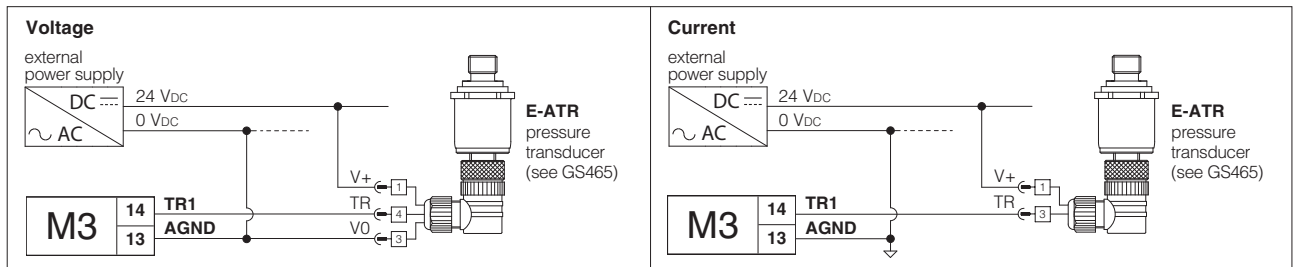 Voltage
external
power supply
DC
AC
24 VDC
0 VDC
E-ATR
pressure
transducer
(see GS465)
V+
1
M3
14
TR1
TR
4
13
AGND
V0
3
Current
external
power supply
DC
AC
24 VDC
0 VDC
E-ATR
pressure
transducer
(see GS465)
V+
1
M3
14
TR1
TR
3
13
AGND